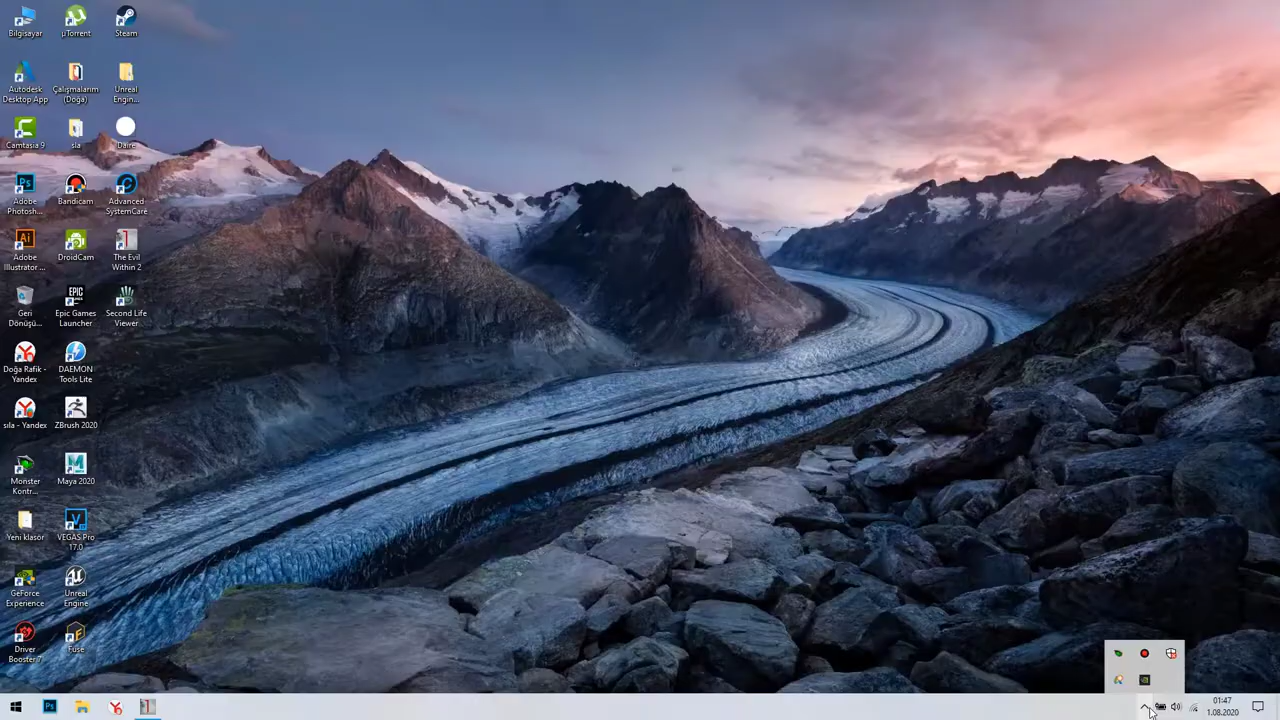 Bilgisayar
µTorrent
Steam
Autodesk
Desktop App
Çalışmalarım
(Doğa)
Unreal
Engin...
Camtasia 9
sla
Daire
Adobe
Photosh...
Bandicam
Advanced
SystemCare
Adobe
Illustrator ...
DroidCam
The Evil
Within 2
Geri
Dönüşü...
EPIC
GAMES
Epic Games
Launcher
Second Life
Viewer
Doğa Rafik -
Yandex
DAEMON
Tools Lite
sıla - Yandex
ZBrush 2020
Monster
Kontr...
Maya 2020
Yeni klasör
VEGAS Pro
17.0
GeForce
Experience
Unreal
Engine
Driver
Booster 7
Fuse
01:47
1.08.2020